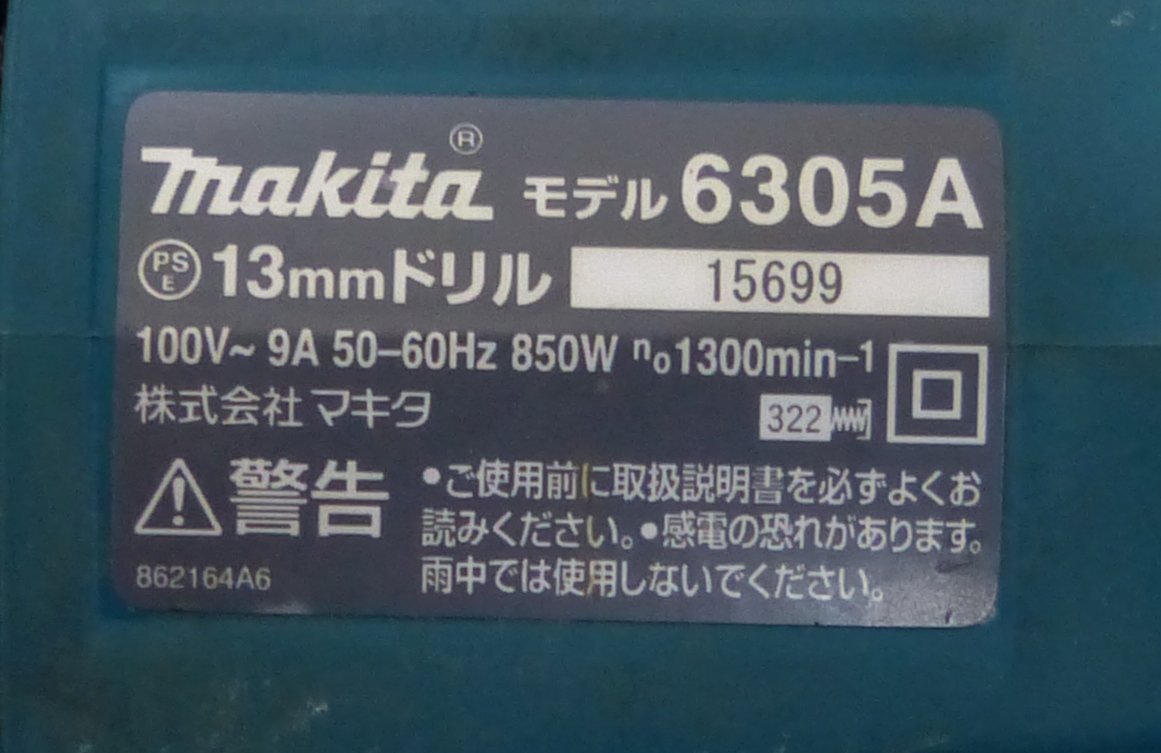 makita® モデル 6305A
PS E 13mmドリル 15699
100V~ 9A 50-60Hz 850W n₀1300min-1
株式会社マキタ 322
警告 •ご使用前に取扱説明書を必ずよくお
読みください。•感電の恐れがあります。
雨中では使用しないでください。
862164A6